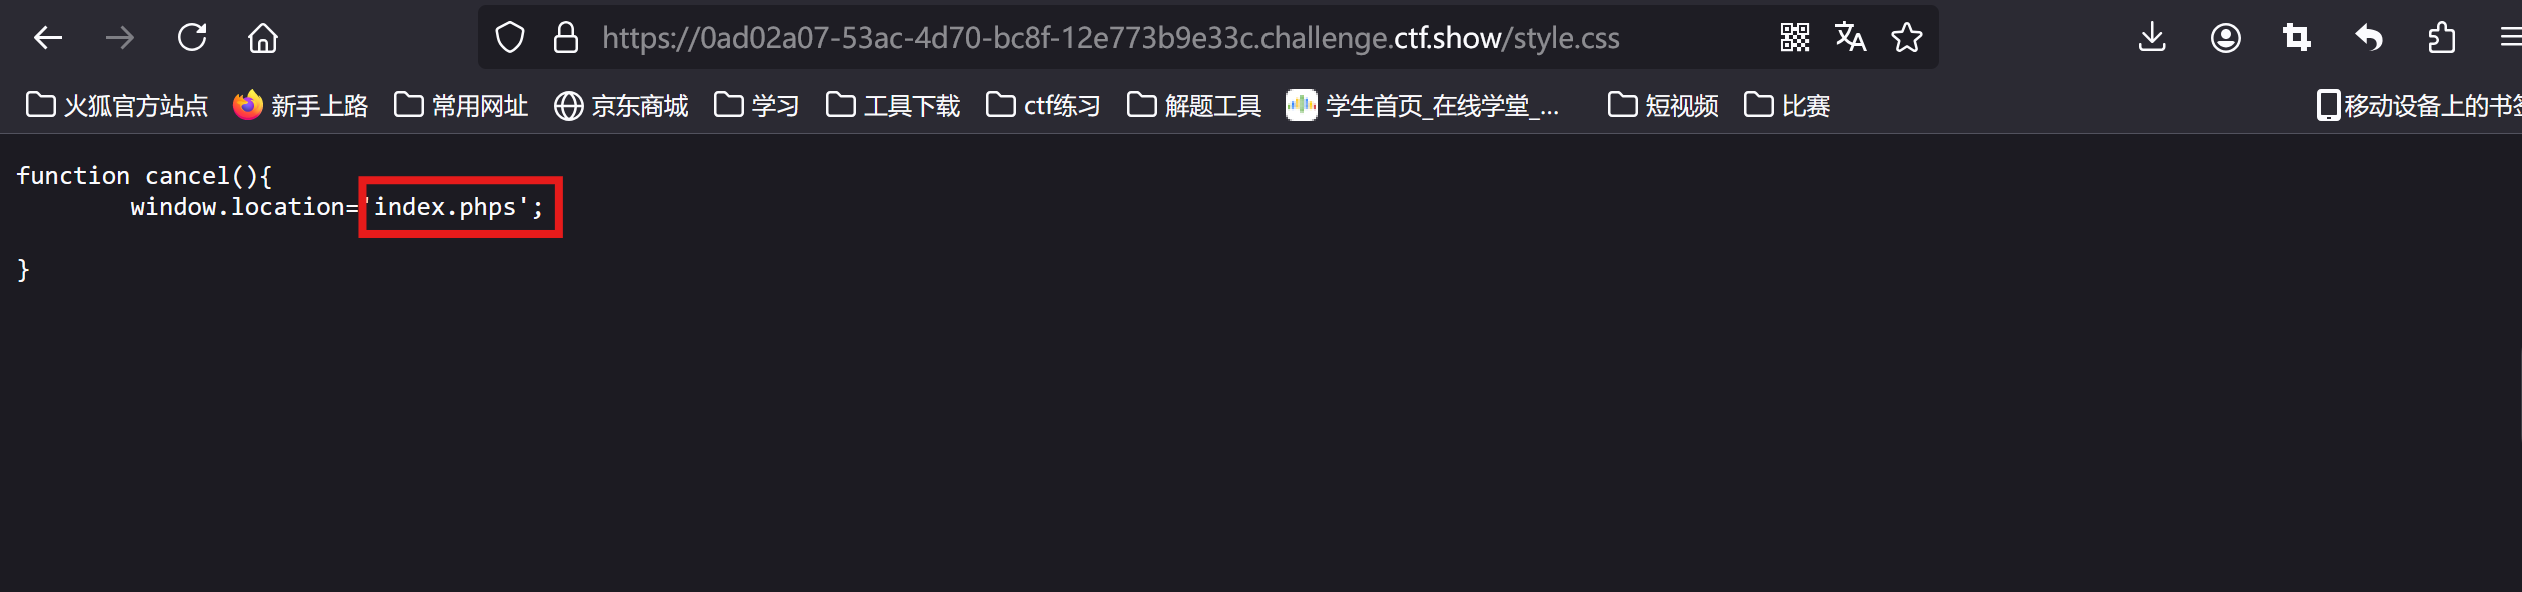 https://0ad02a07-53ac-4d70-bc8f-12e773b9e33c.challenge.ctf.show/style.css
火狐官方站点 新手上路 常用网址 京东商城 学习 工具下载 ctf练习 解题工具 学生首页_在线学堂_... 短视频 比赛 移动设备上的书签
function cancel(){
window.location='index.phps';
}